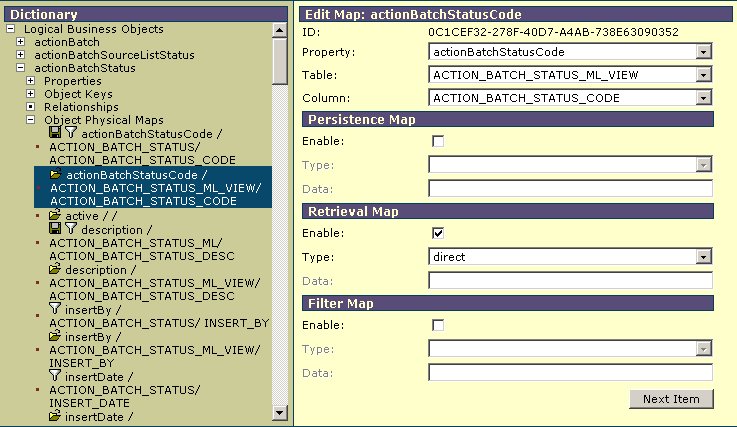 Dictionary
Logical Business Objects
actionBatch
actionBatchSourceListStatus
actionBatchStatus
Properties
Object Keys
Relationships
Object Physical Maps
actionBatchStatusCode /
ACTION_BATCH_STATUS/
ACTION_BATCH_STATUS_CODE
actionBatchStatusCode /
ACTION_BATCH_STATUS_ML_VIEW/
ACTION_BATCH_STATUS_CODE
active / /
description /
ACTION_BATCH_STATUS_ML/
ACTION_BATCH_STATUS_DESC
description /
ACTION_BATCH_STATUS_ML_VIEW/
ACTION_BATCH_STATUS_DESC
insertBy /
ACTION_BATCH_STATUS/ INSERT_BY
insertBy /
ACTION_BATCH_STATUS_ML_VIEW/
INSERT_BY
insertDate /
ACTION_BATCH_STATUS/
INSERT_DATE
insertDate /
Edit Map: actionBatchStatusCode
ID: 0C1CEF32-278F-40D7-A4AB-738E63090352
Property: actionBatchStatusCode
Table: ACTION_BATCH_STATUS_ML_VIEW
Column: ACTION_BATCH_STATUS_CODE
Persistence Map
Enable:
Type:
Data:
Retrieval Map
Enable:
Type: direct
Data:
Filter Map
Enable:
Type:
Data:
Next Item